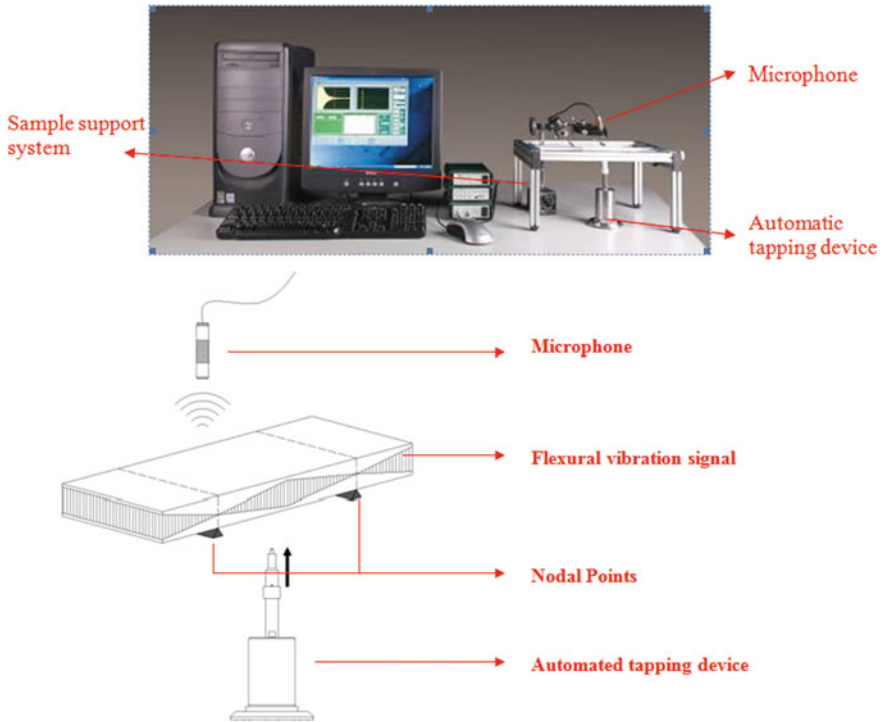 Microphone
Sample support
system
Automatic
tapping device
Microphone
Flexural vibration signal
Nodal Points
Automated tapping device